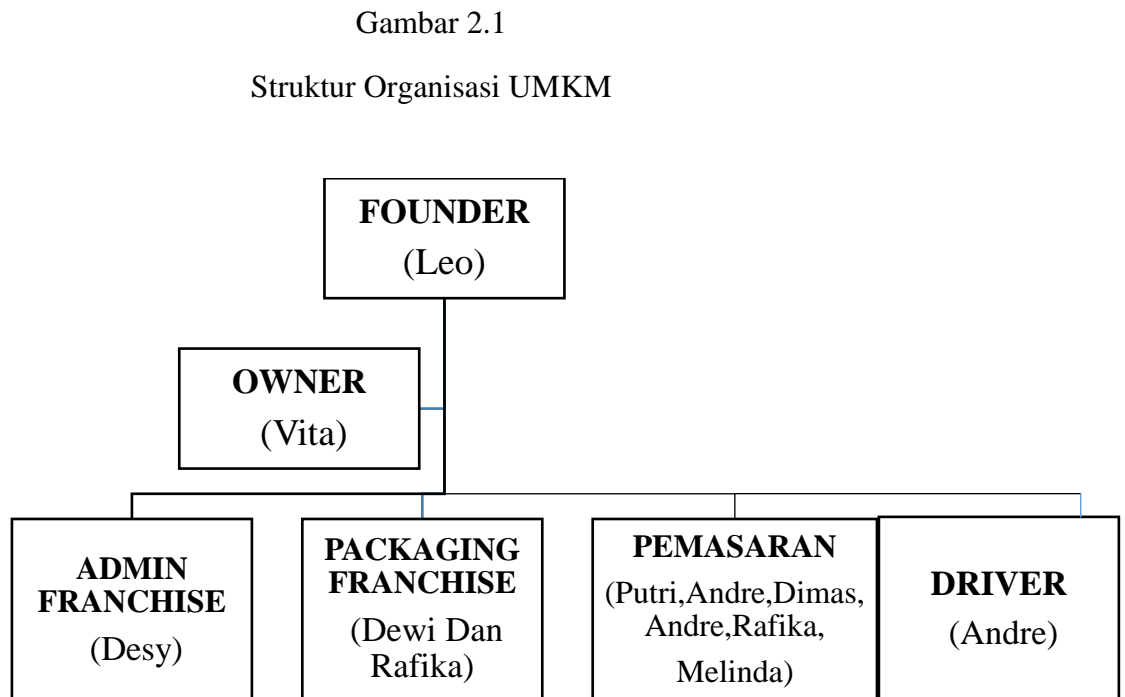 Gambar 2.1
Struktur Organisasi UMKM
FOUNDER
(Leo)
OWNER
(Vita)
ADMIN
FRANCHISE
(Desy)
PACKAGING
FRANCHISE
(Dewi Dan
Rafika)
PEMASARAN
(Putri,Andre,Dimas,
Andre,Rafika,
Melinda)
DRIVER
(Andre)